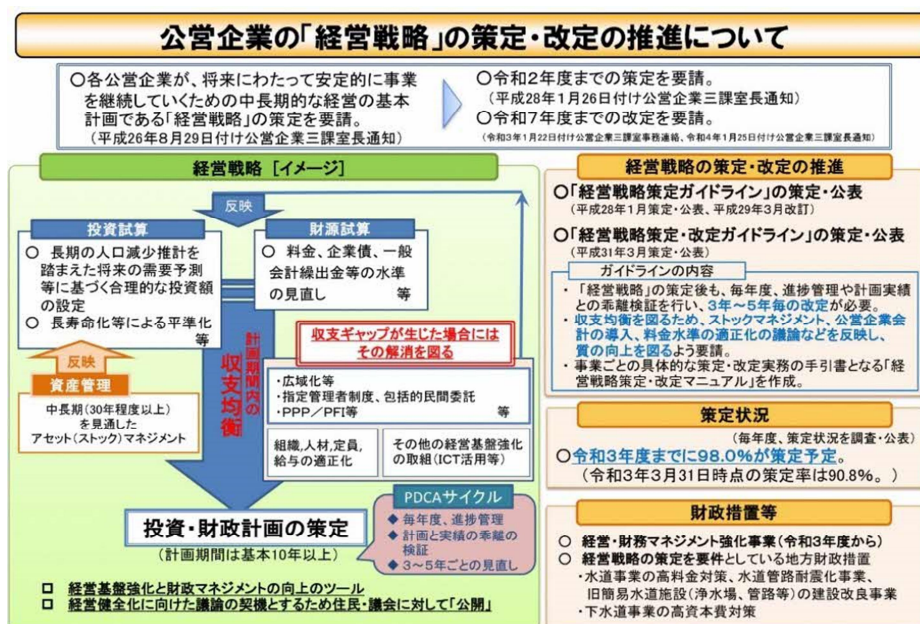 公営企業の「経営戦略」の策定・改定の推進について
○各公営企業が、将来にわたって安定的に事業
を継続していくための中長期的な経営の基本
計画である「経営戦略」の策定を要請。
(平成26年8月29日付け公営企業三課室長通知)
○令和2年度までの策定を要請。
(平成28年1月26日付け公営企業三課室長通知)
○令和7年度までの改定を要請。
(令和3年1月22日付け公営企業三課室事務連絡、令和4年1月25日付け公営企業三課室長通知)
経営戦略 [イメージ]
反映
投資試算
○ 長期の人口減少推計を
踏まえた将来の需要予測
等に基づく合理的な投資額
の設定
○ 長寿命化等による平準化
等
財源試算
○ 料金、企業債、一般
会計繰出金等の水準
の見直し 等
反映
資産管理
中長期(30年程度以上)
を見通した
アセット(ストック)マネジメント
計画期間内の
収支均衡
収支ギャップが生じた場合には
その解消を図る
・広域化等
・指定管理者制度、包括的民間委託
・PPP/PFI等 等
組織,人材,定員,
給与の適正化
その他の経営基盤強化
の取組(ICT活用等)
投資・財政計画の策定
(計画期間は基本10年以上)
PDCAサイクル
◆ 毎年度、進捗管理
◆ 計画と実績の乖離の
検証
◆ 3～5年ごとの見直し
□ 経営基盤強化と財政マネジメントの向上のツール
□ 経営健全化に向けた議論の契機とするため住民・議会に対して「公開」
経営戦略の策定・改定の推進
○「経営戦略策定ガイドライン」の策定・公表
(平成28年1月策定・公表、平成29年3月改訂)
○「経営戦略策定・改定ガイドライン」の策定・公表
(平成31年3月策定・公表)
ガイドラインの内容
・ 「経営戦略」の策定後も、毎年度、進捗管理や計画実績
との乖離検証を行い、3年～5年毎の改定が必要。
・ 収支均衡を図るため、ストックマネジメント、公営企業会
計の導入、料金水準の適正化の議論などを反映し、
質の向上を図るよう要請。
・ 事業ごとの具体的な策定・改定実務の手引書となる「経
営戦略策定・改定マニュアル」を作成。
策定状況
(毎年度、策定状況を調査・公表)
○令和3年度までに98.0%が策定予定。
(令和3年3月31日時点の策定率は90.8%。)
財政措置等
○ 経営・財務マネジメント強化事業(令和3年度から)
○ 経営戦略の策定を要件としている地方財政措置
・水道事業の高料金対策、水道管路耐震化事業、
旧簡易水道施設(浄水場、管路等)の建設改良事業
・下水道事業の高資本費対策